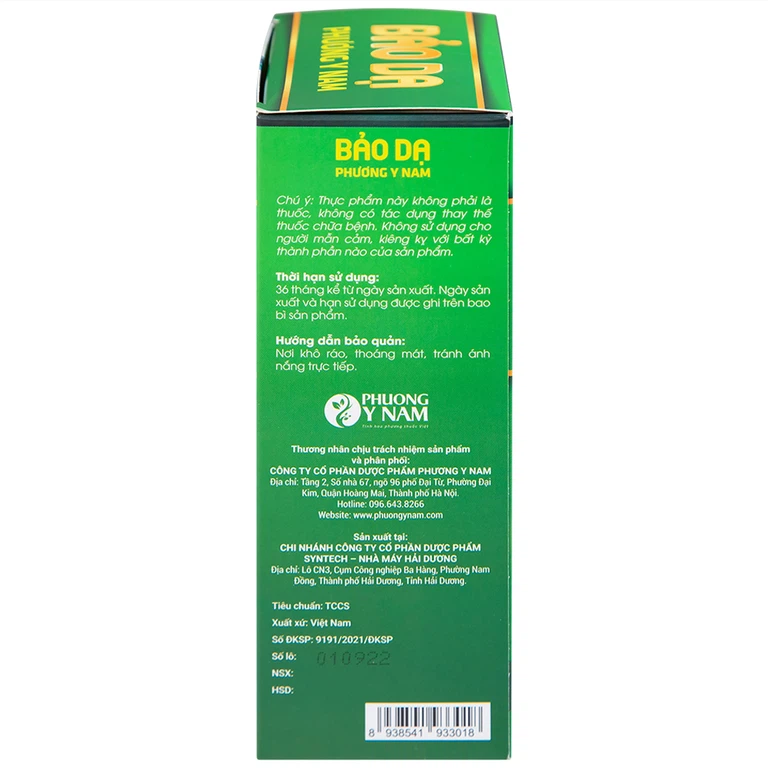 BẢO DẠ
PHƯƠNG Y NAM
BẢO DẠ
PHƯƠNG Y NAM
Chú ý: Thực phẩm này không phải là
thuốc, không có tác dụng thay thế
thuốc chữa bệnh. Không sử dụng cho
người mẫn cảm, kiêng kỵ với bất kỳ
thành phần nào của sản phẩm.
Thời hạn sử dụng:
36 tháng kể từ ngày sản xuất. Ngày sản
xuất và hạn sử dụng được ghi trên bao
bì sản phẩm.
Hướng dẫn bảo quản:
Nơi khô ráo, thoáng mát, tránh ánh
nắng trực tiếp.
PHUONG
Y NAM
Tinh hoa phương thuốc Việt
Thương nhân chịu trách nhiệm sản phẩm
và phân phối:
CÔNG TY CỔ PHẦN DƯỢC PHẨM PHƯƠNG Y NAM
Địa chỉ: Tầng 2, Số nhà 67, ngõ 96 phố Đại Từ, Phường Đại
Kim, Quận Hoàng Mai, Thành phố Hà Nội.
Hotline: 096.643.8266
Website: www.phuongynam.com
Sản xuất tại:
CHI NHÁNH CÔNG TY CỔ PHẦN DƯỢC PHẨM
SYNTECH – NHÀ MÁY HẢI DƯƠNG
Địa chỉ: Lô CN3, Cụm Công nghiệp Ba Hàng, Phường Nam
Đồng, Thành phố Hải Dương, Tỉnh Hải Dương.
Tiêu chuẩn: TCCS
Xuất xứ: Việt Nam
Số ĐKSP: 9191/2021/ĐKSP
Số lô: 010922
NSX:
HSD:
8 938541 933018